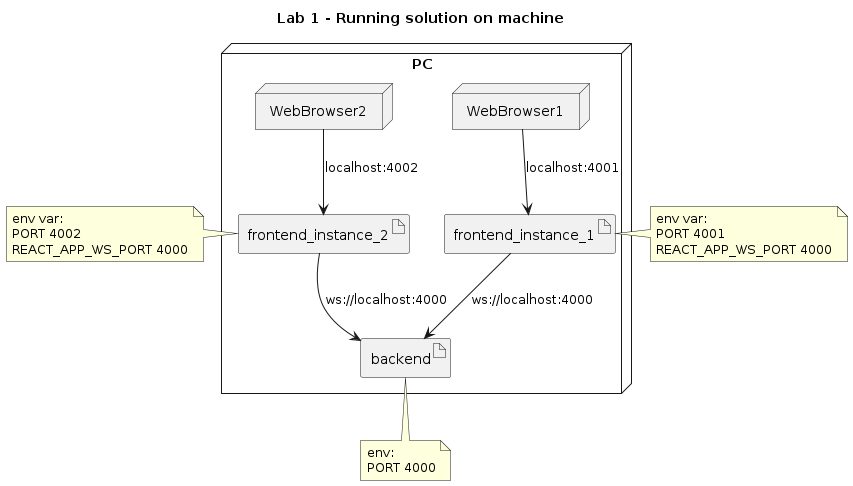 Lab 1 - Running solution on machine
PC
WebBrowser2
WebBrowser1
localhost:4002
localhost:4001
env var:
PORT 4002
REACT_APP_WS_PORT 4000
frontend_instance_2
frontend_instance_1
env var:
PORT 4001
REACT_APP_WS_PORT 4000
ws://localhost:4000
ws://localhost:4000
backend
env:
PORT 4000